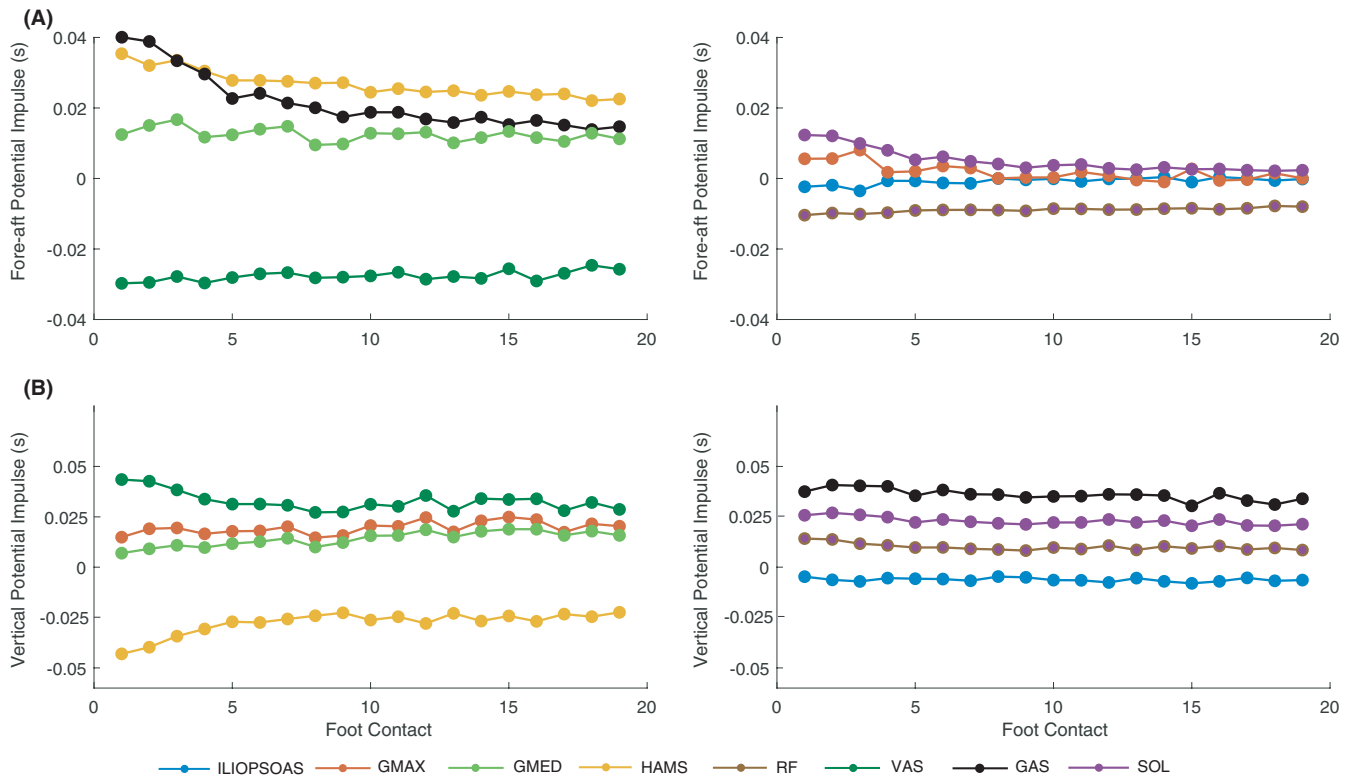 (A)
Fore-aft Potential Impulse (s)
0.04
0.02
0
-0.02
-0.04
0 5 10 15 20
Fore-aft Potential Impulse (s)
0.04
0.02
0
-0.02
-0.04
0 5 10 15 20
(B)
Vertical Potential Impulse (s)
0.05
0.025
0
-0.025
-0.05
0 5 10 15 20
Foot Contact
Vertical Potential Impulse (s)
0.05
0.025
0
-0.025
-0.05
0 5 10 15 20
Foot Contact
ILIOPSOAS GMAX GMED HAMS RF VAS GAS SOL